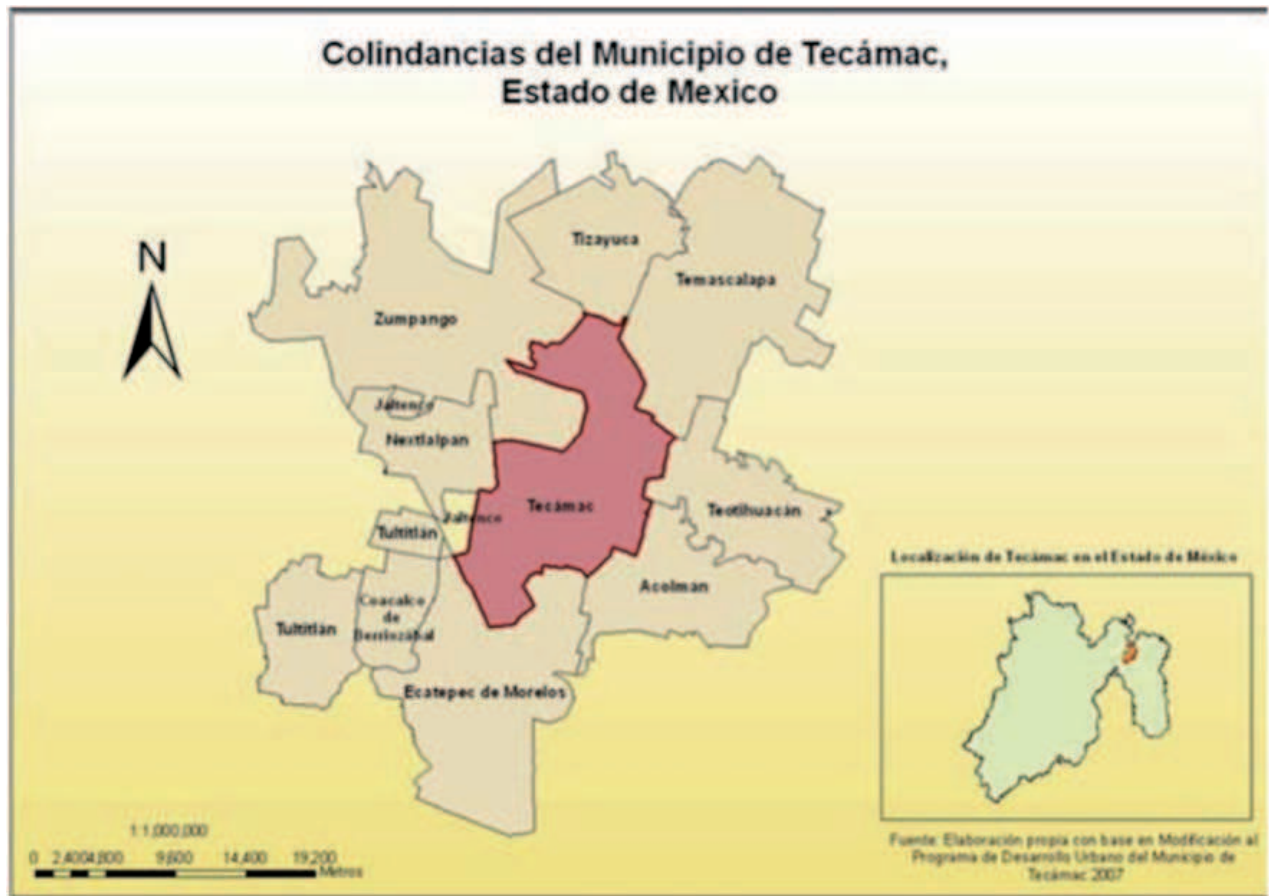 Colindancias del Municipio de Tecámac,
Estado de Mexico
N
Tizayuca
Temascalapa
Zumpango
Jaltenco
Nextlalpan
Tecámac
Teotihuacán
Jaltenco
Tultitlán
Localización de Tecámac en el Estado de México
Acolman
Coacalco
de
Berriozábal
Tultitlán
Ecatepec de Morelos
1:1,000,000
0 2,4004,800 9,600 14,400 19,200
Metros
Fuente: Elaboración propia con base en Modificación al
Programa de Desarrollo Urbano del Municipio de
Tecámac 2007